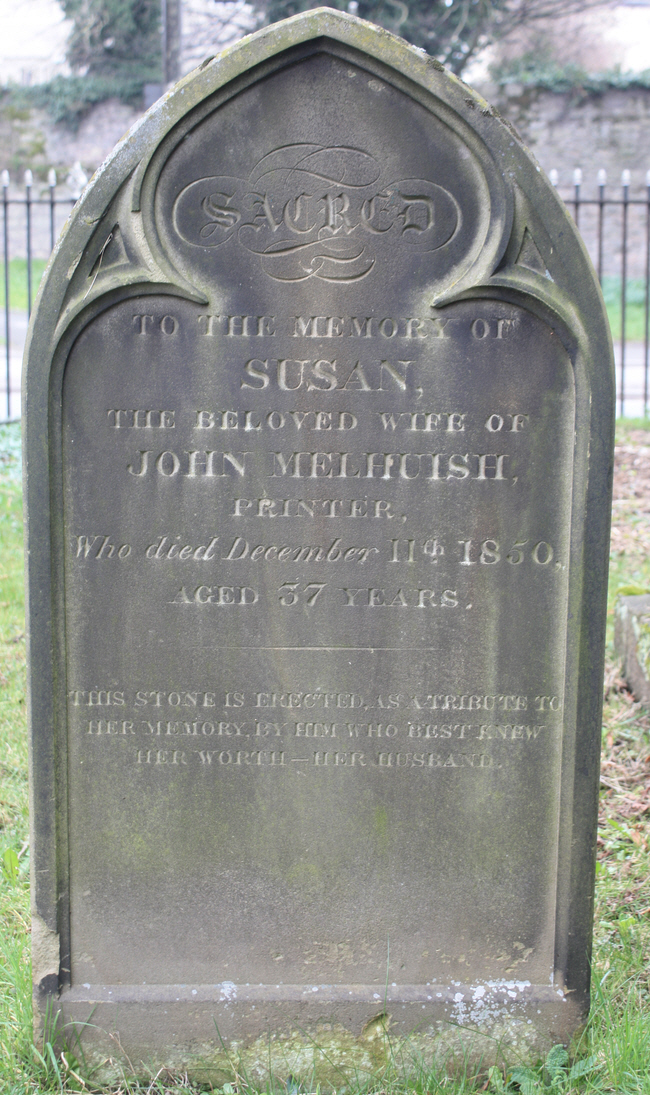 SACRED
TO THE MEMORY OF
SUSAN,
THE BELOVED WIFE OF
JOHN MELHUISH,
PRINTER,
Who died December 11th 1850.
AGED 37 YEARS.
THIS STONE IS ERECTED, AS A TRIBUTE TO
HER MEMORY, BY HIM WHO BEST KNEW
HER WORTH – HER HUSBAND.